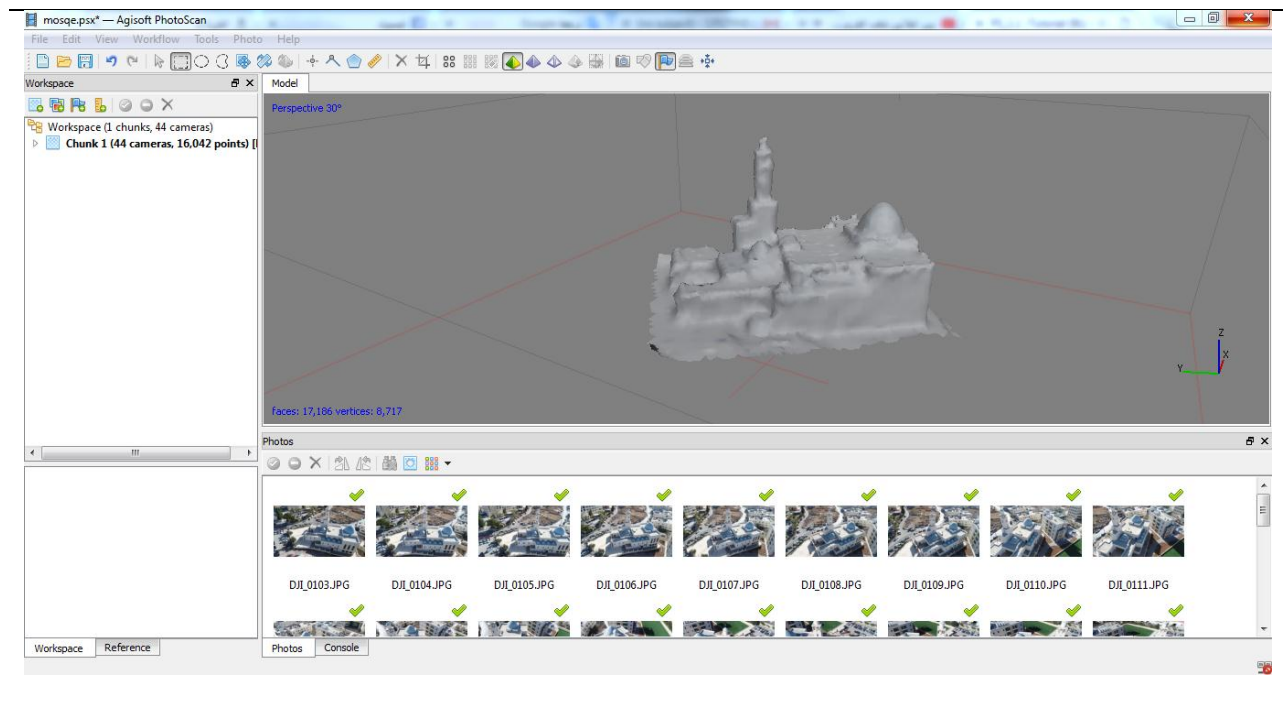 mosqe.psx* — Agisoft PhotoScan
File Edit View Workflow Tools Photo Help
Workspace
Model
Workspace (1 chunks, 44 cameras)
Chunk 1 (44 cameras, 16,042 points) [
Perspective 30°
Z
X
Y
faces: 17,186 vertices: 8,717
Photos
DJI_0103.JPG DJI_0104.JPG DJI_0105.JPG DJI_0106.JPG DJI_0107.JPG DJI_0108.JPG DJI_0109.JPG DJI_0110.JPG DJI_0111.JPG
Workspace Reference
Photos Console